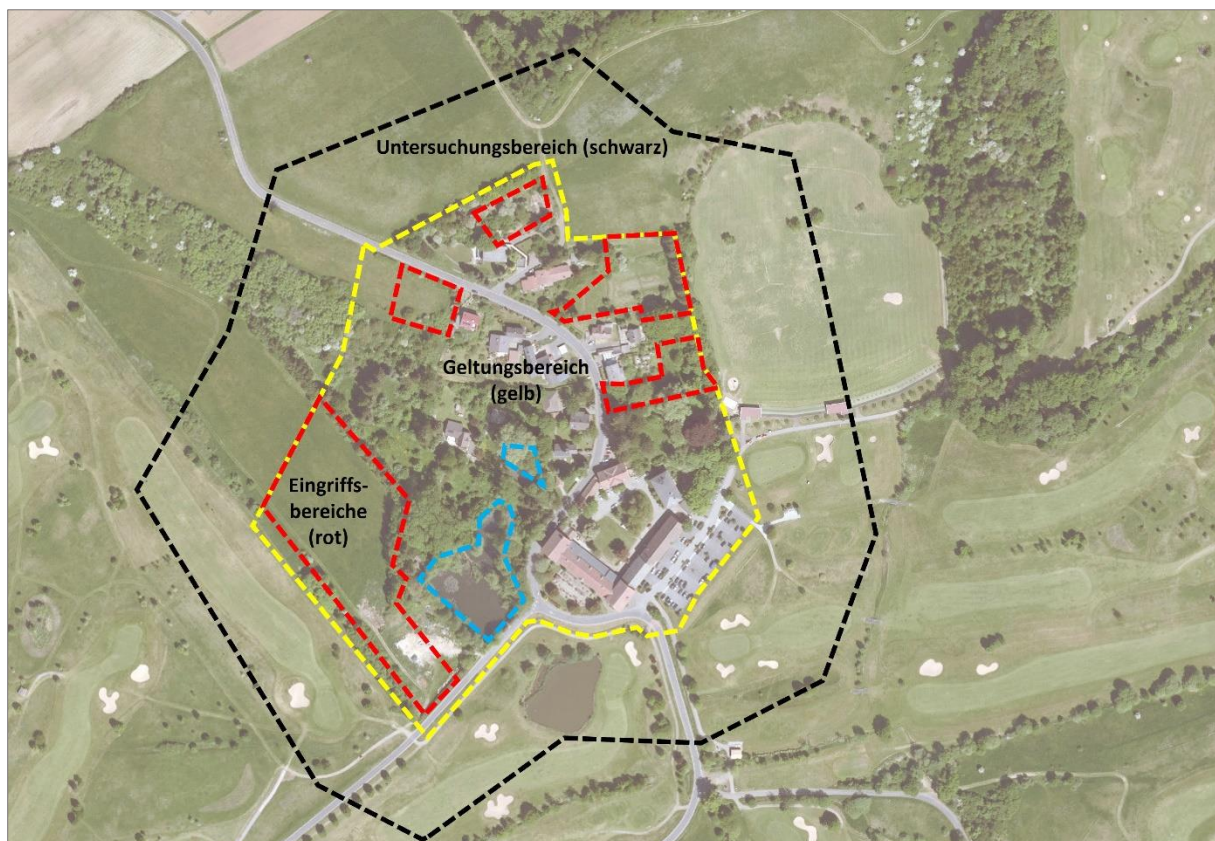 Untersuchungsbereich (schwarz)
Geltungsbereich
(gelb)
Eingriffs-
bereiche
(rot)